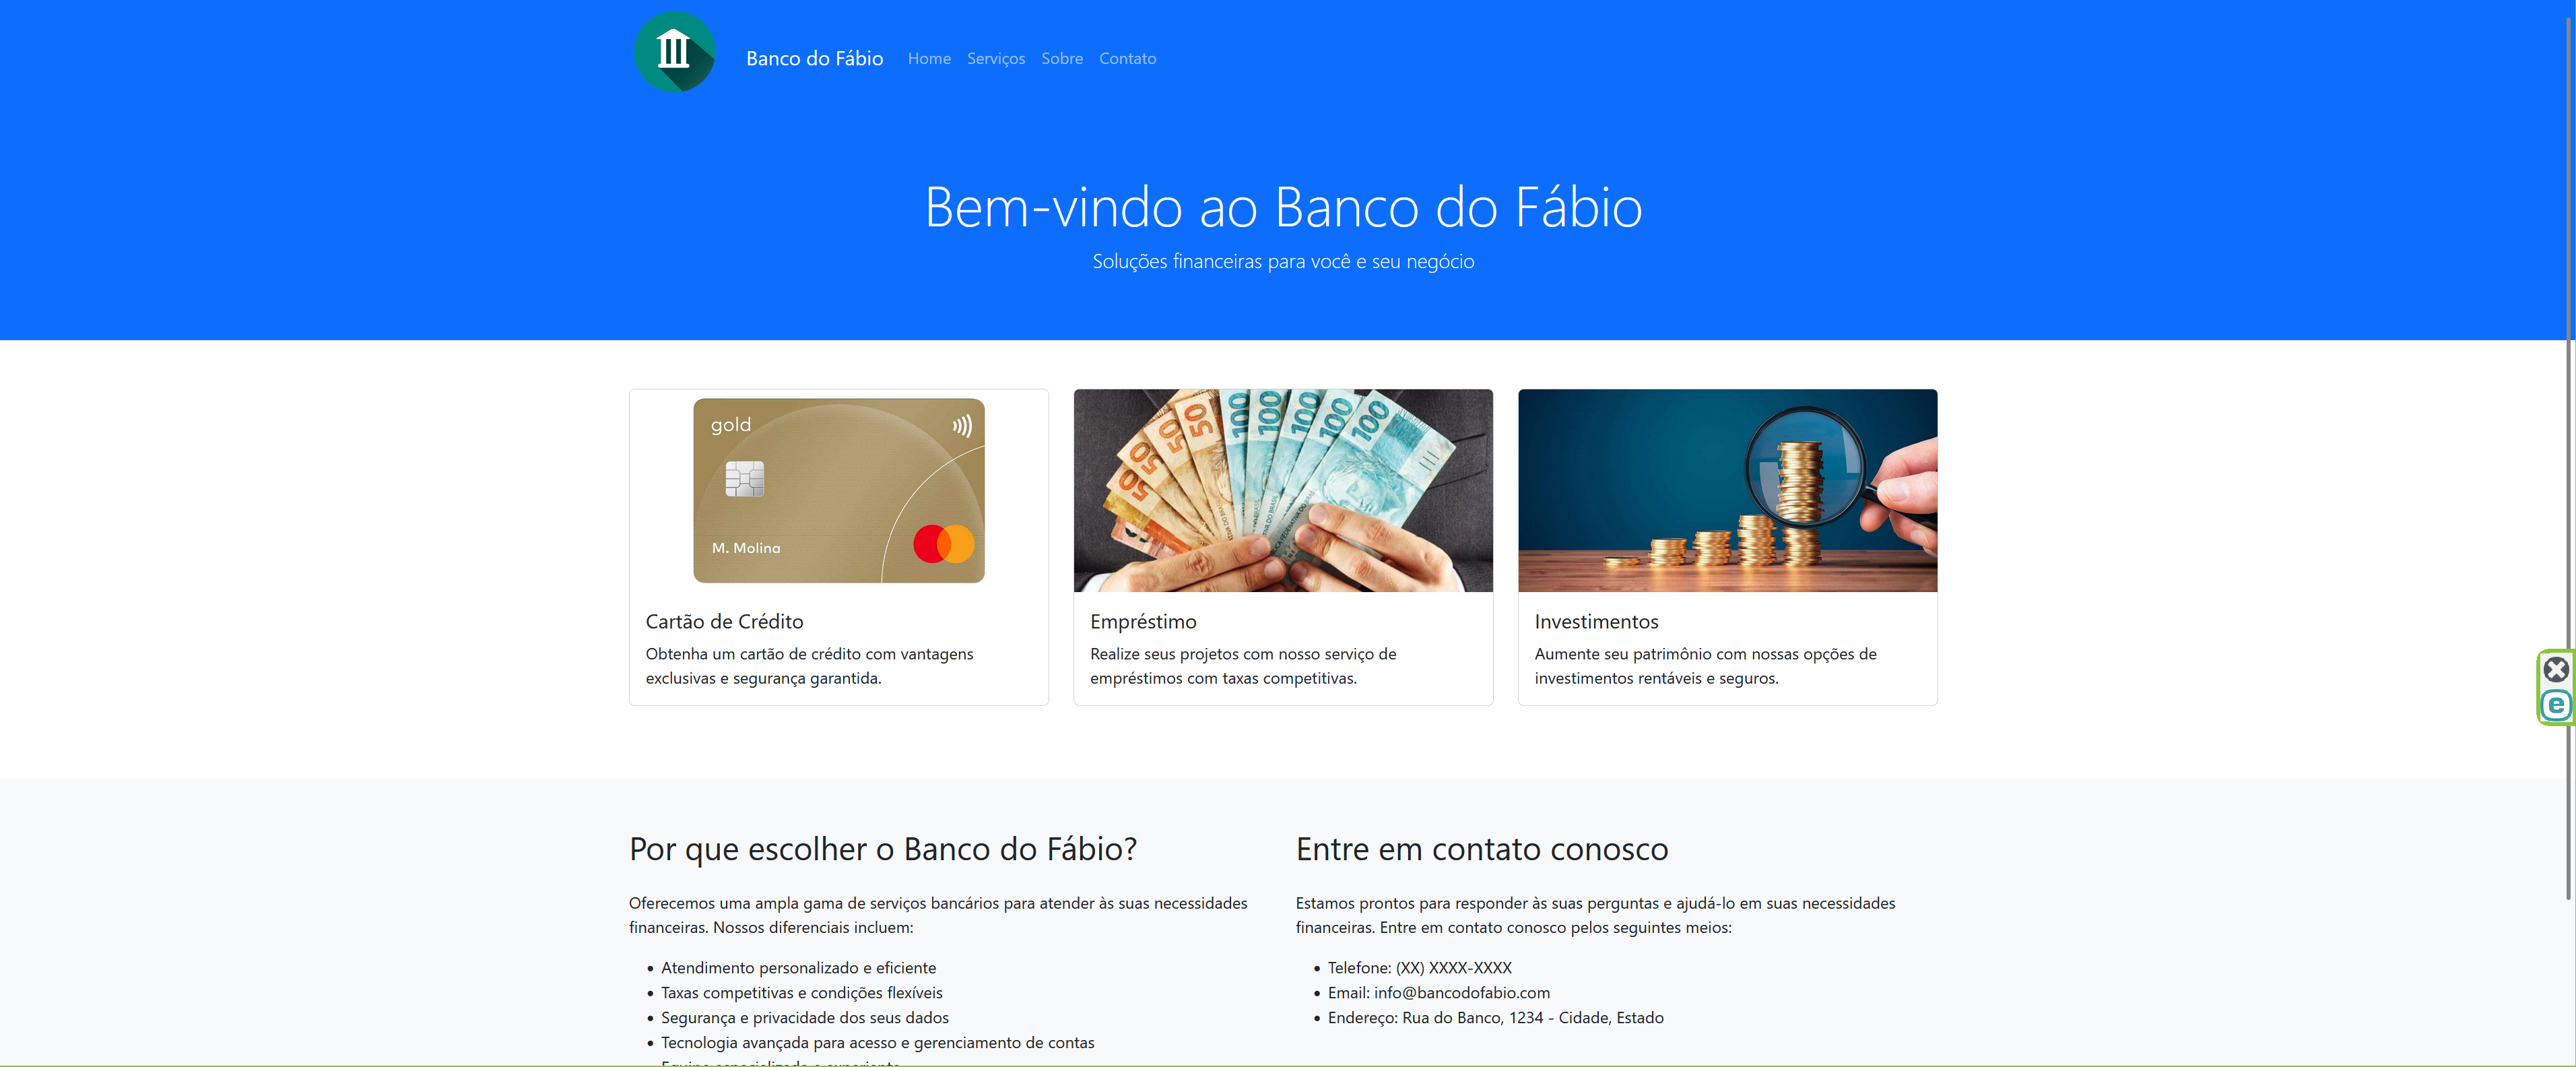 Banco do Fábio
Home
Serviços
Sobre
Contato
Bem-vindo ao Banco do Fábio
Soluções financeiras para você e seu negócio
gold
M. Molina
50
50
50
100
100
100
100
100
Cartão de Crédito
Obtenha um cartão de crédito com vantagens
exclusivas e segurança garantida.
Empréstimo
Realize seus projetos com nosso serviço de
empréstimos com taxas competitivas.
Investimentos
Aumente seu patrimônio com nossas opções de
investimentos rentáveis e seguros.
e
Por que escolher o Banco do Fábio?
Oferecemos uma ampla gama de serviços bancários para atender às suas necessidades
financeiras. Nossos diferenciais incluem:
Atendimento personalizado e eficiente
Taxas competitivas e condições flexíveis
Segurança e privacidade dos seus dados
Tecnologia avançada para acesso e gerenciamento de contas
Entre em contato conosco
Estamos prontos para responder às suas perguntas e ajudá-lo em suas necessidades
financeiras. Entre em contato conosco pelos seguintes meios:
Telefone: (XX) XXXX-XXXX
Email: info@bancodofabio.com
Endereço: Rua do Banco, 1234 - Cidade, Estado